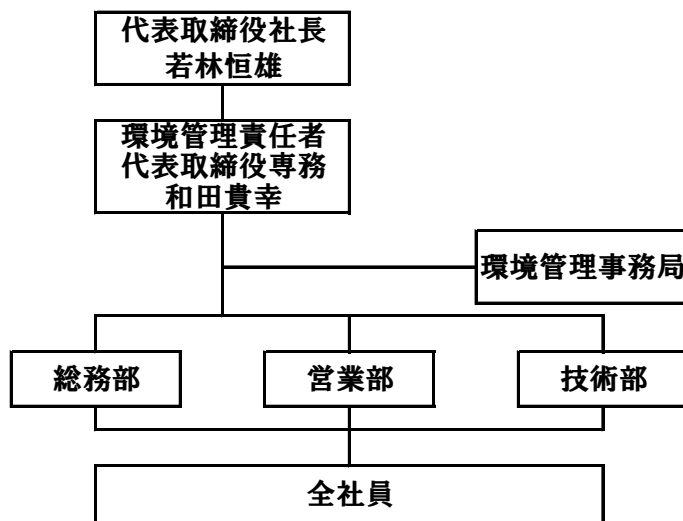 代表取締役社長
若林恒雄
環境管理責任者
代表取締役専務
和田貴幸
環境管理事務局
総務部
営業部
技術部
全社員